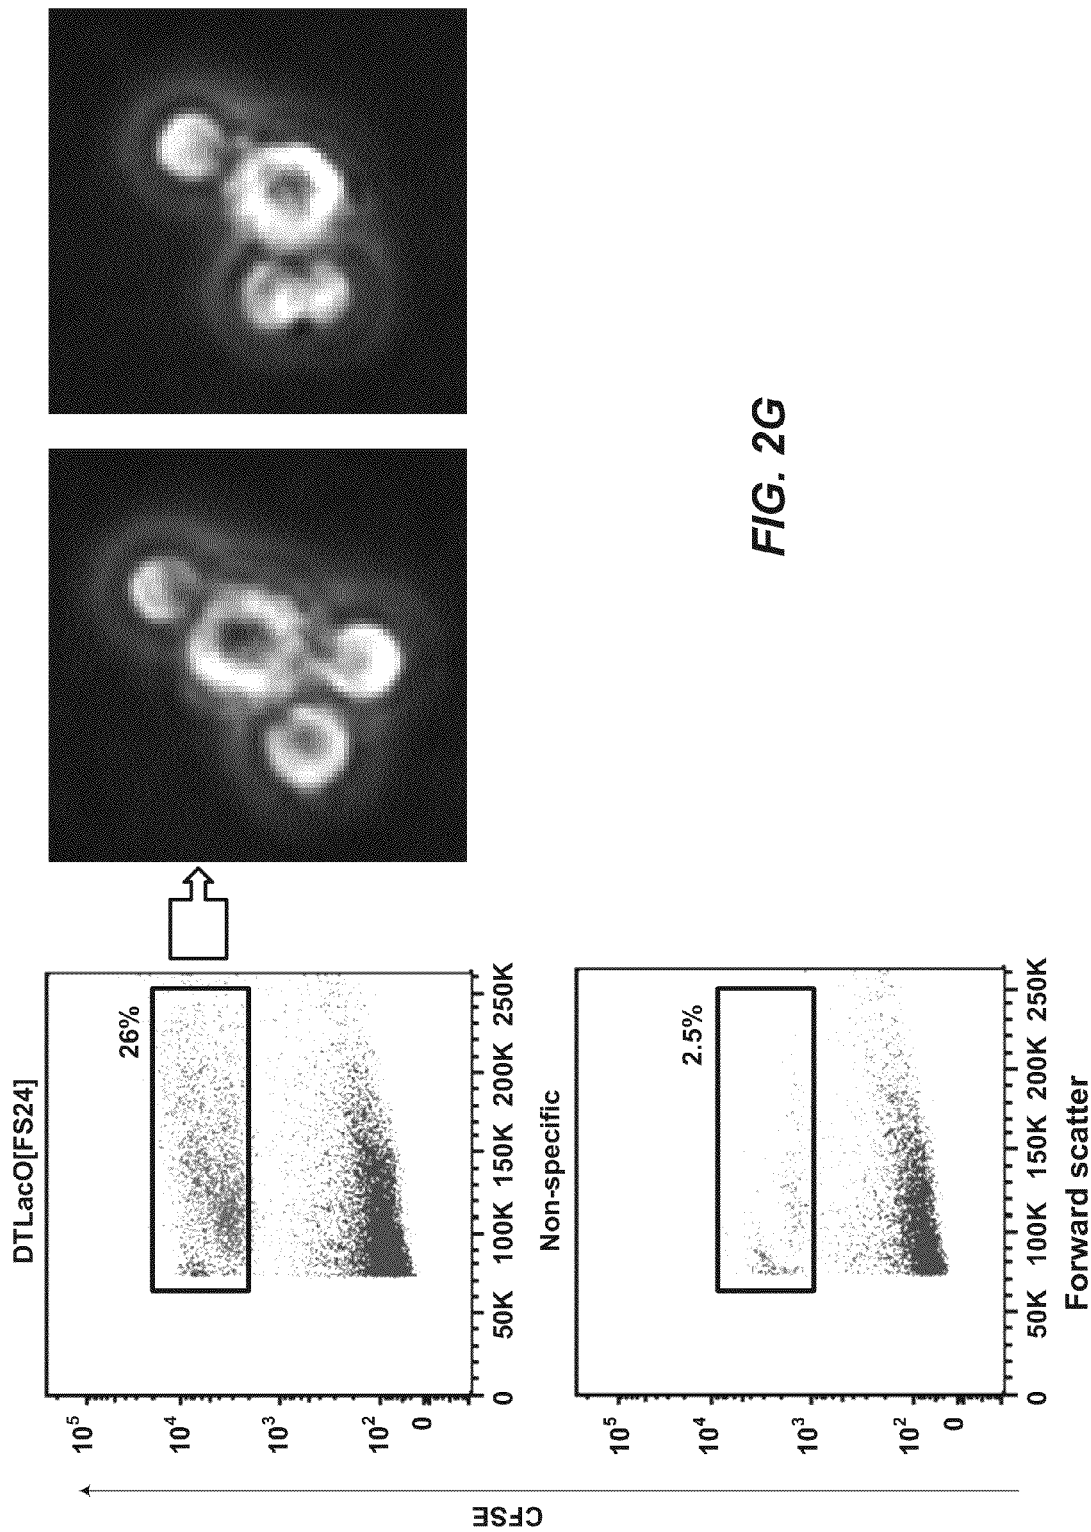 DTLacO[FS24]
26%
10⁵
10⁴
10³
10²
0
0 50K 100K 150K 200K 250K
Non-specific
2.5%
10⁵
10⁴
10³
10²
0
0 50K 100K 150K 200K 250K
Forward scatter
CFSE
FIG. 2G